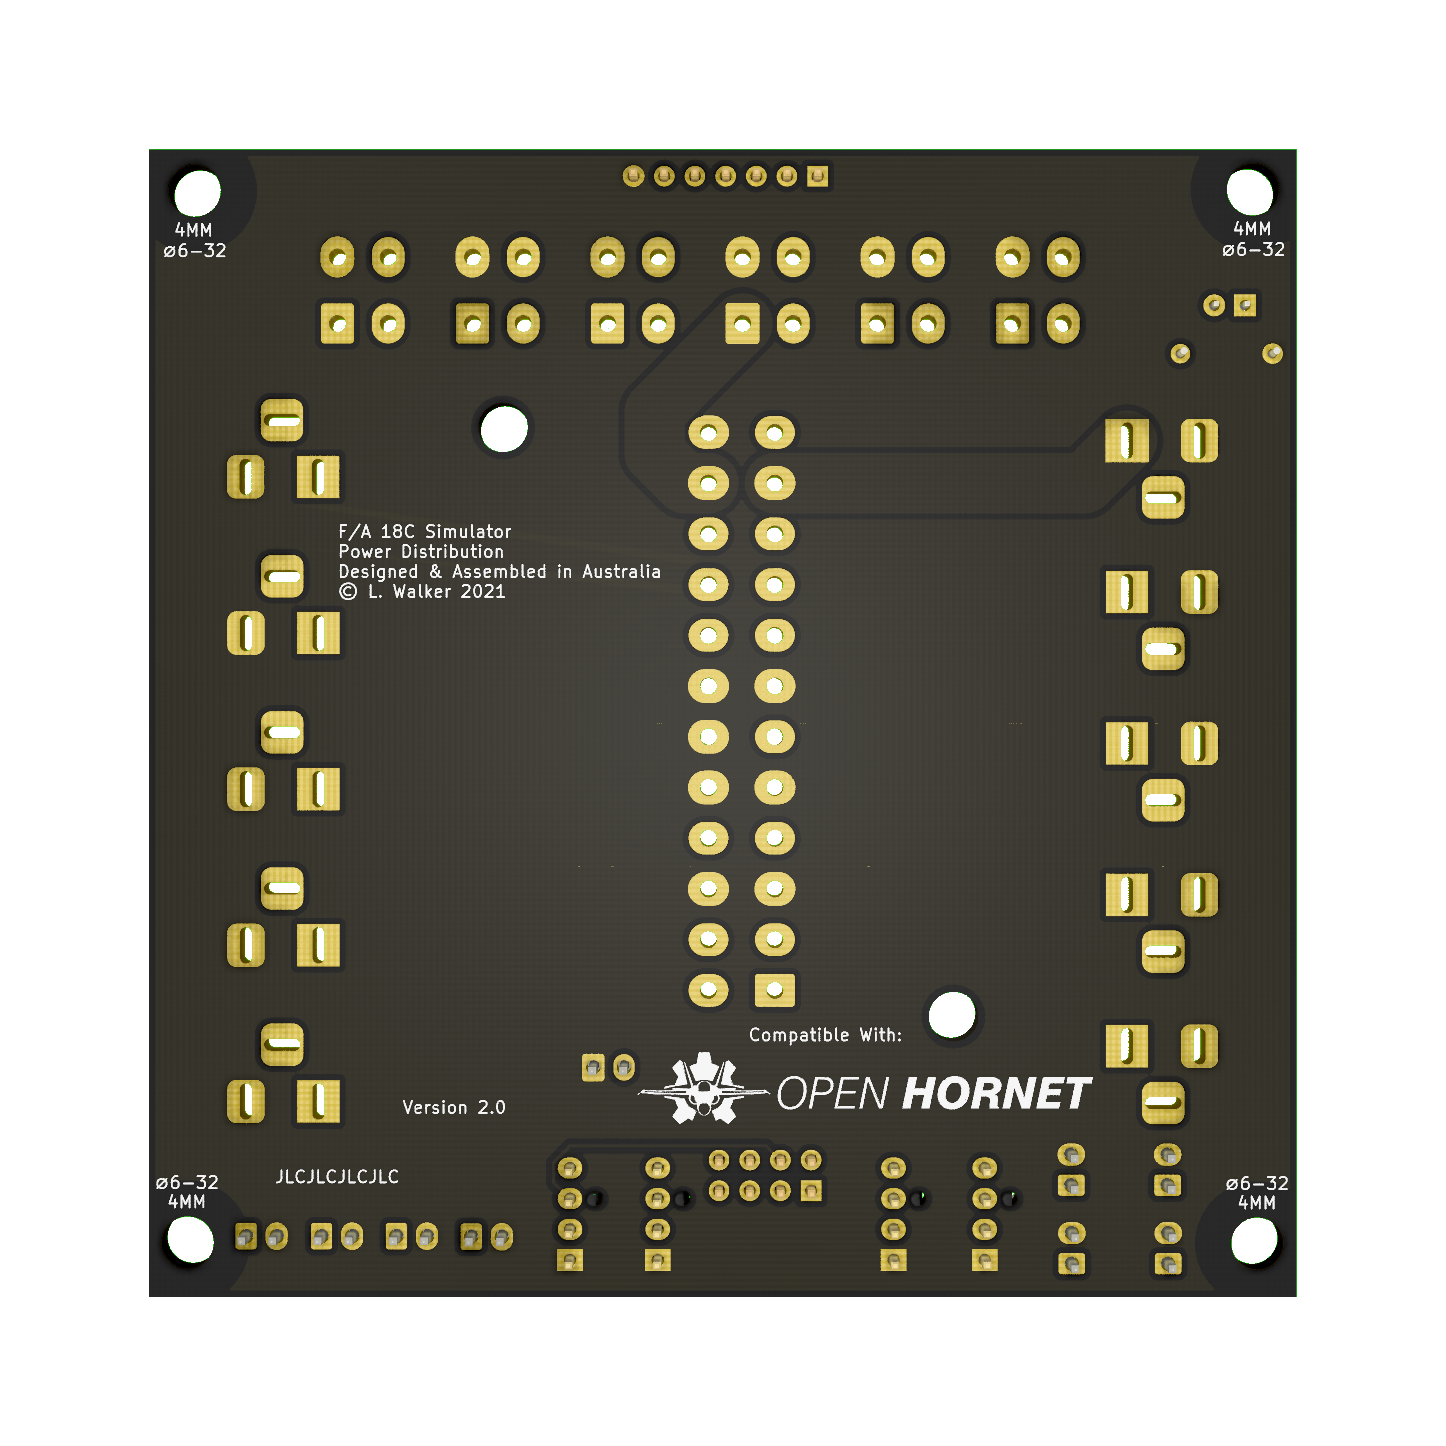 4MM
ø6-32
4MM
ø6-32
F/A 18C Simulator
Power Distribution
Designed & Assembled in Australia
© L. Walker 2021
Compatible With:
OPEN HORNET
Version 2.0
JLCJLCJLCJLC
ø6-32
4MM
ø6-32
4MM